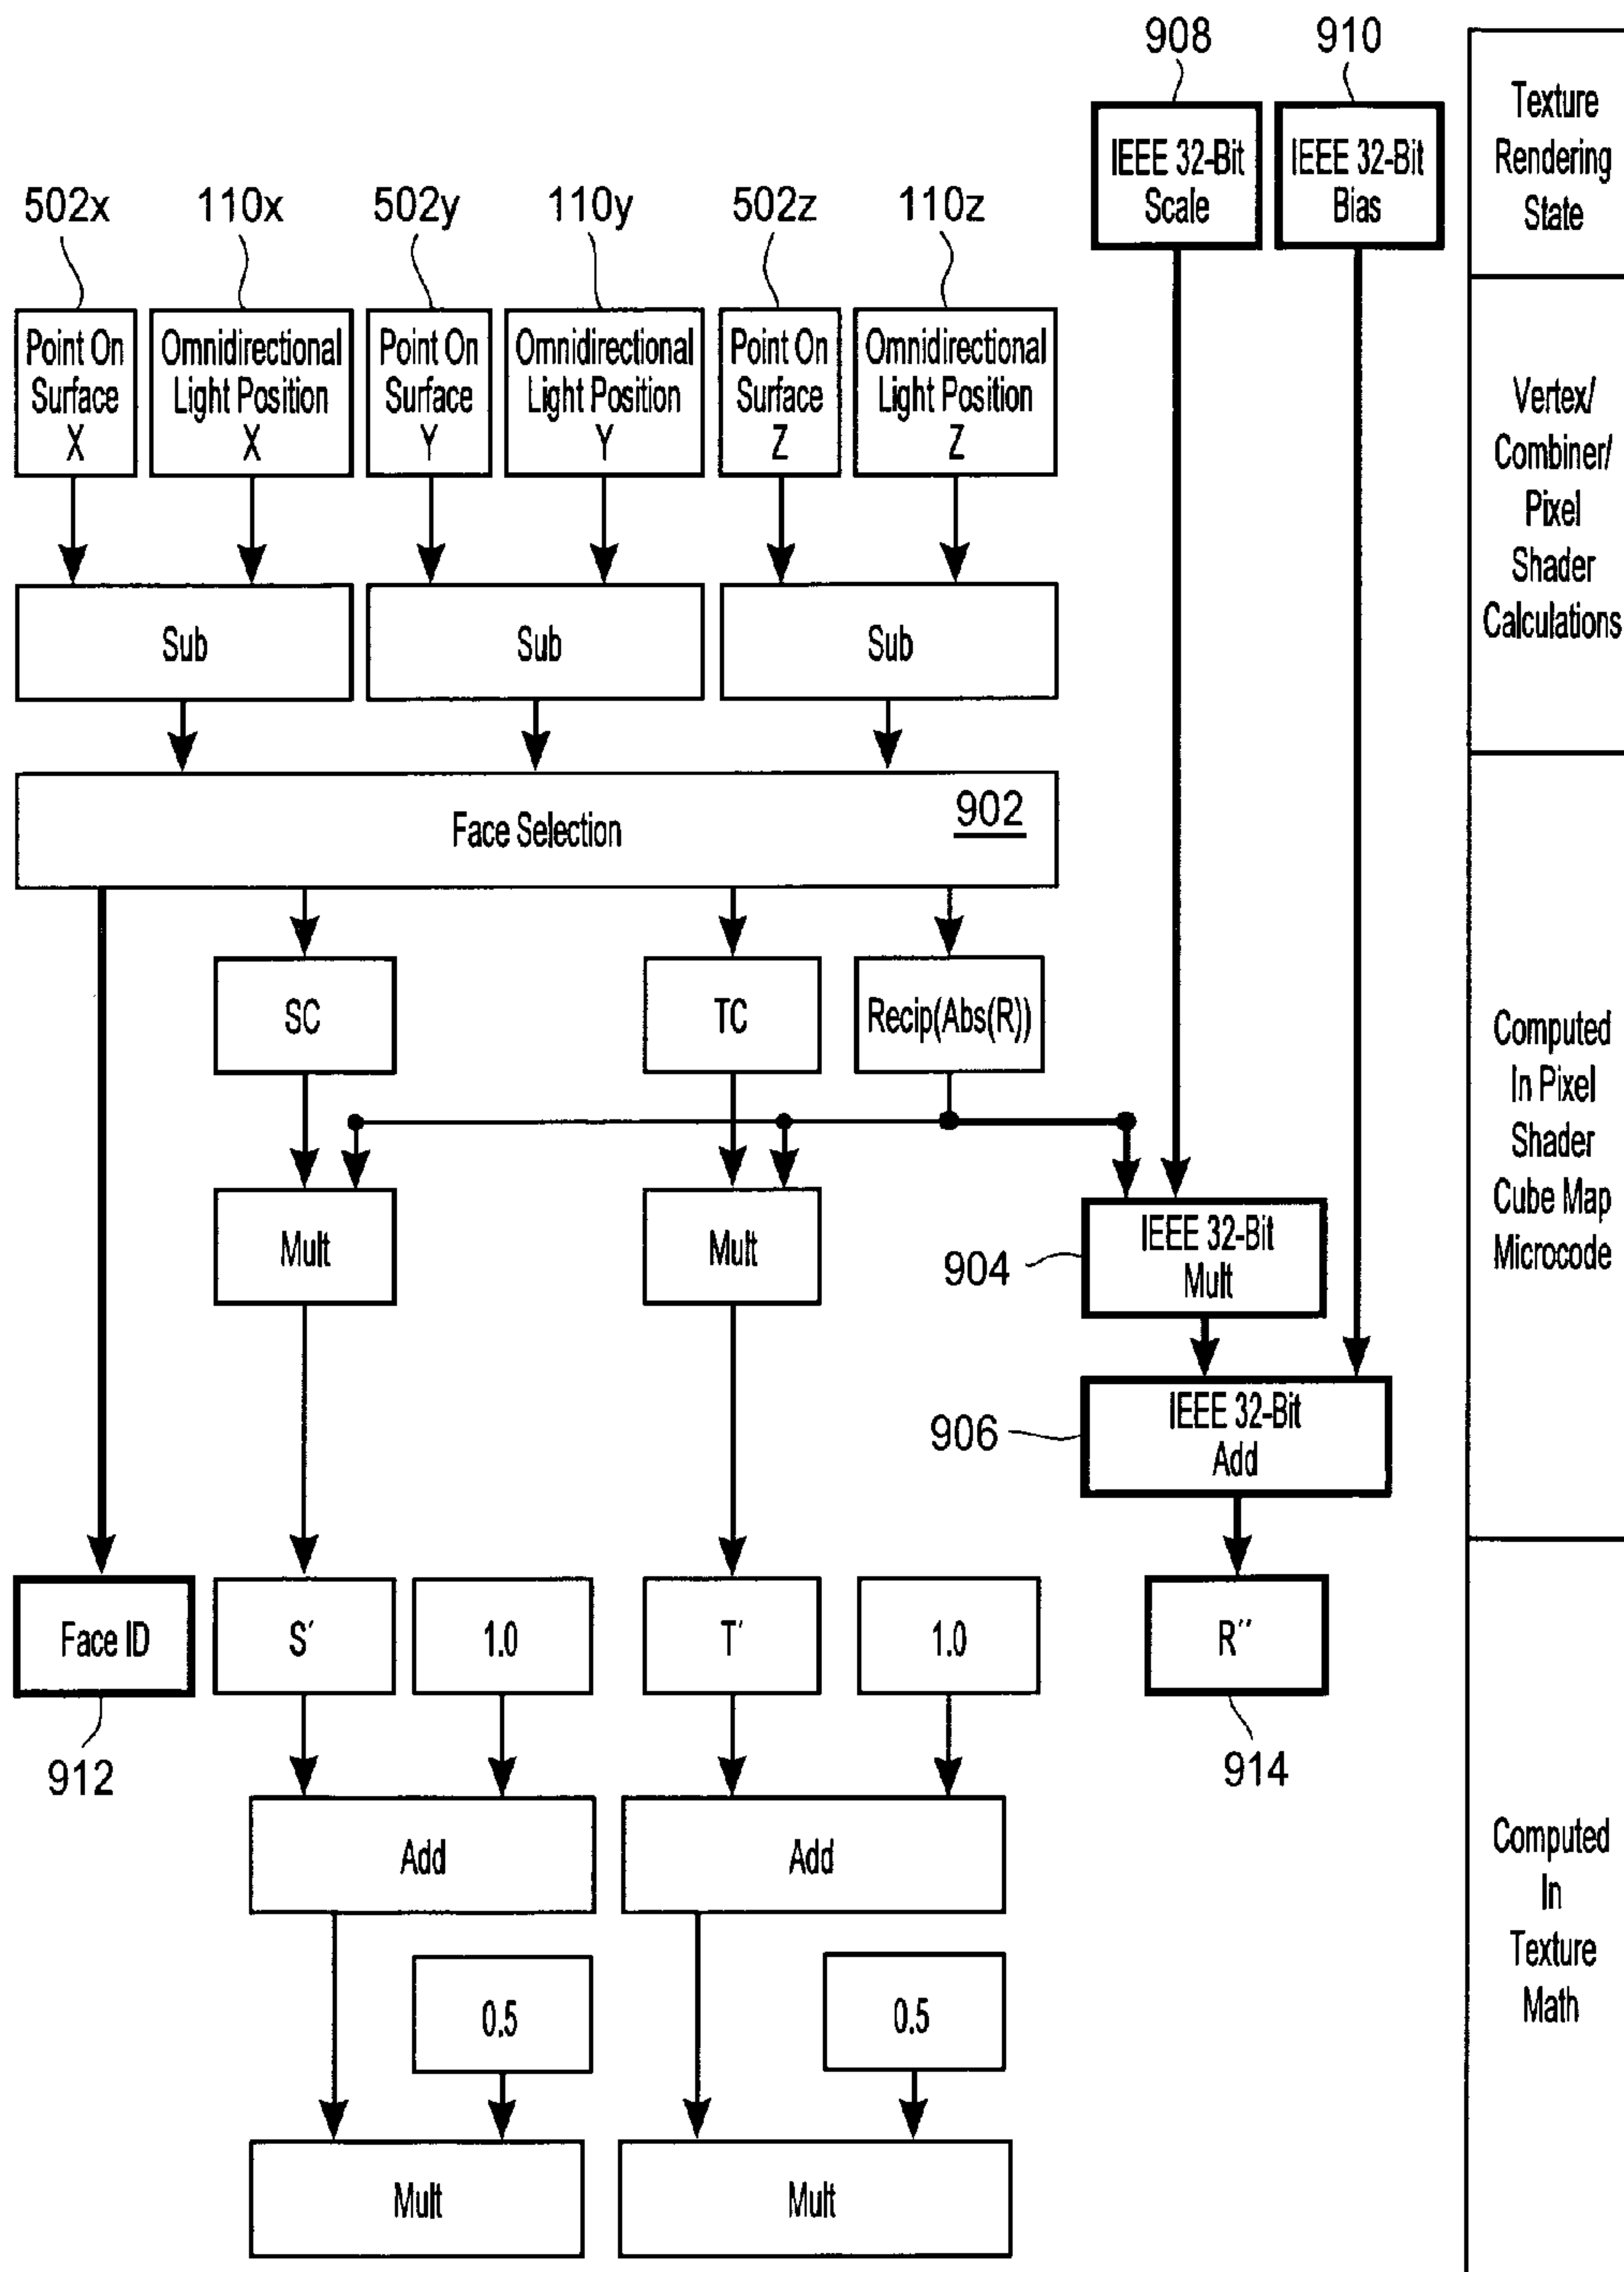 908
910
IEEE 32-Bit
Scale
IEEE 32-Bit
Bias
Texture
Rendering
State
502x
110x
502y
110y
502z
110z
Point On
Surface
X
Omnidirectional
Light Position
X
Point On
Surface
Y
Omnidirectional
Light Position
Y
Point On
Surface
Z
Omnidirectional
Light Position
Z
Vertex/
Combiner/
Pixel
Shader
Calculations
Sub
Sub
Sub
Face Selection
902
SC
TC
Recip(Abs(R))
Computed
In Pixel
Shader
Cube Map
Microcode
Mult
Mult
904
IEEE 32-Bit
Mult
906
IEEE 32-Bit
Add
Face ID
S′
1.0
T′
1.0
R′′
912
914
Add
Add
Computed
In
Texture
Math
0.5
0.5
Mult
Mult